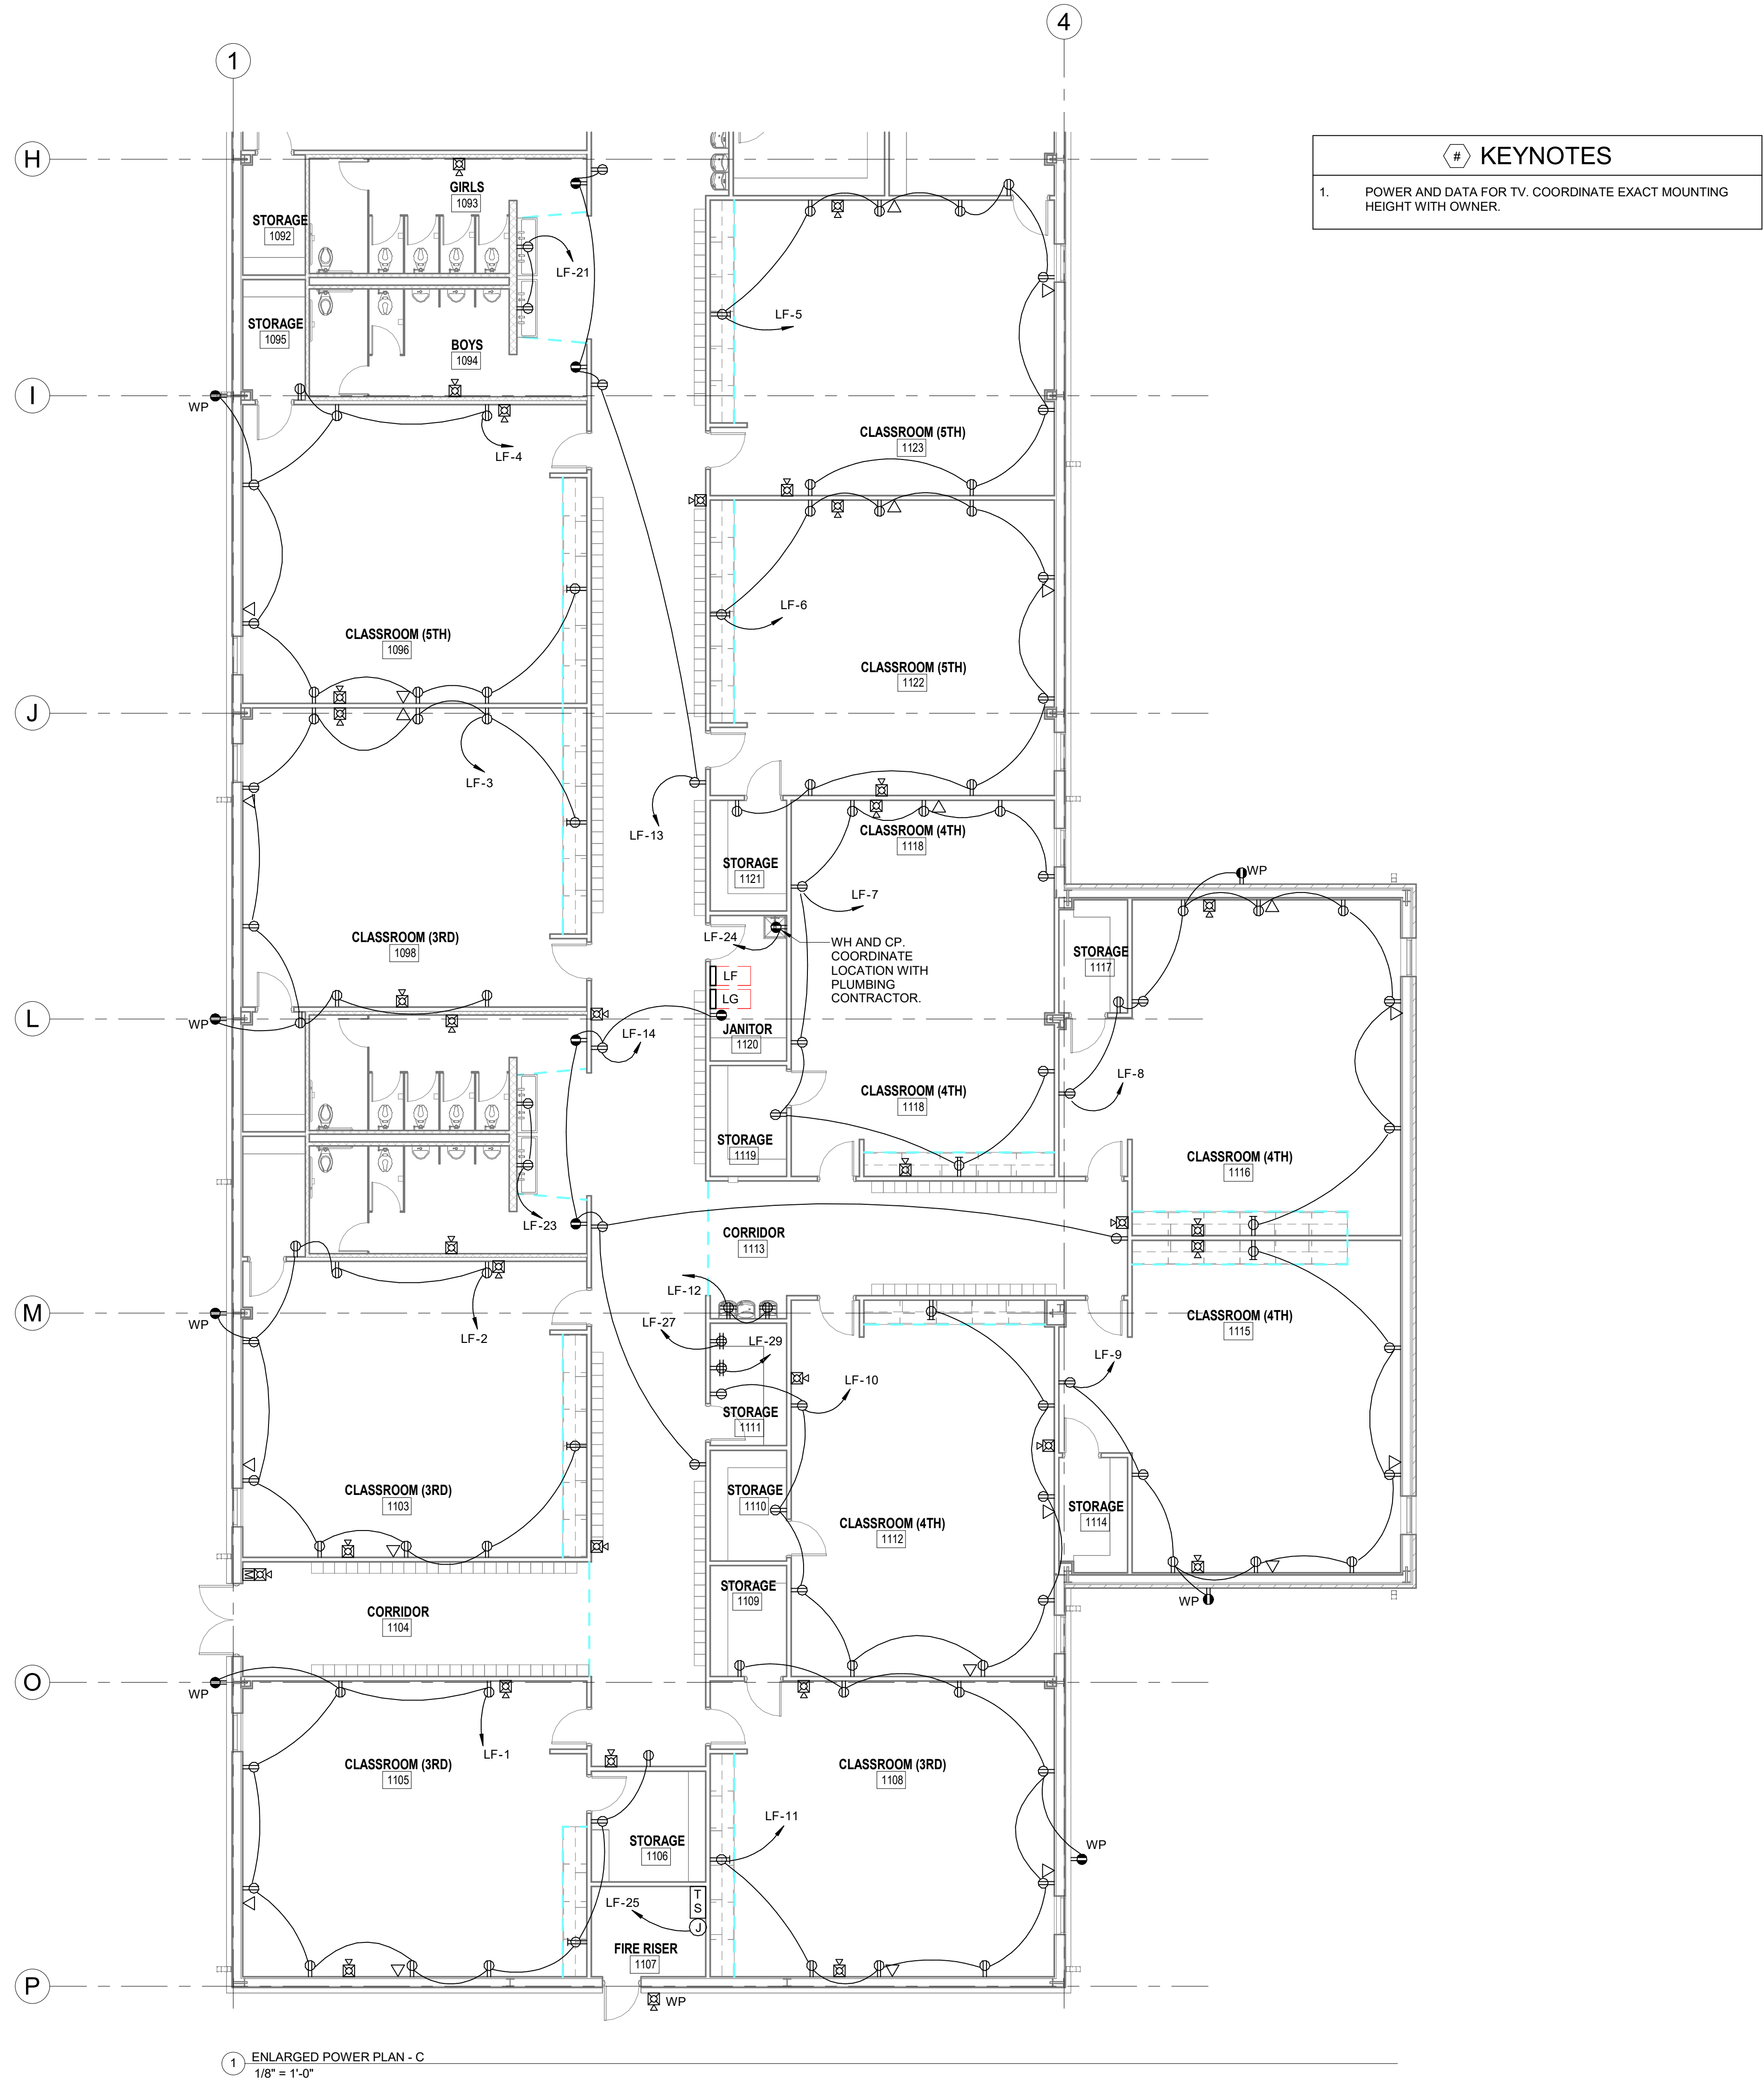 4
1
H
# KEYNOTES
1. POWER AND DATA FOR TV. COORDINATE EXACT MOUNTING
HEIGHT WITH OWNER.
GIRLS
1093
STORAGE
1092
LF-21
LF-5
STORAGE
1095
BOYS
1094
I
WP
LF-4
CLASSROOM (5TH)
1123
LF-6
CLASSROOM (5TH)
1096
CLASSROOM (5TH)
1122
J
LF-3
LF-13
CLASSROOM (4TH)
1118
STORAGE
1121
LF-7
WP
CLASSROOM (3RD)
1098
LF-24
WH AND CP.
COORDINATE
LOCATION WITH
PLUMBING
CONTRACTOR.
STORAGE
1117
LF
LG
L
WP
LF-14
JANITOR
1120
LF-8
CLASSROOM (4TH)
1118
STORAGE
1119
CLASSROOM (4TH)
1116
LF-23
CORRIDOR
1113
LF-12
M
WP
LF-2
LF-27
LF-29
CLASSROOM (4TH)
1115
LF-9
LF-10
STORAGE
1111
CLASSROOM (3RD)
1103
STORAGE
1110
STORAGE
1114
CLASSROOM (4TH)
1112
M
STORAGE
1109
WP
CORRIDOR
1104
O
WP
LF-1
CLASSROOM (3RD)
1105
CLASSROOM (3RD)
1108
LF-11
STORAGE
1106
WP
LF-25
T
S
J
FIRE RISER
1107
P
WP
1
ENLARGED POWER PLAN - C
1/8" = 1'-0"